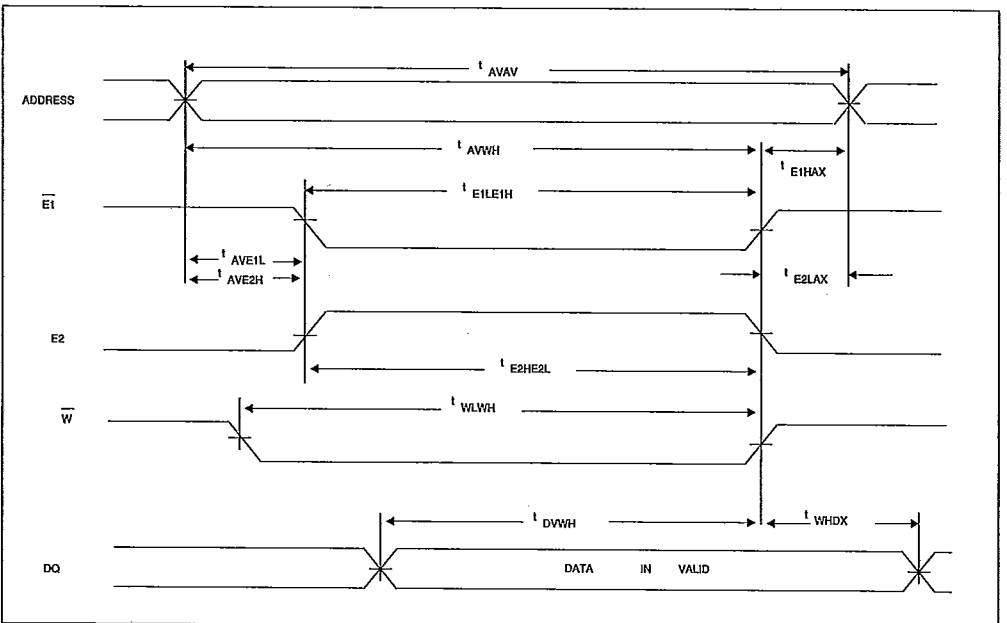 t AVAV
ADDRESS
t AVWH
t E1HAX
t E1LE1H
E1
t AVE1L
t AVE2H
t E2LAX
E2
t E2HE2L
t WLWH
W
t DVWH
t WHDX
DQ
DATA IN VALID